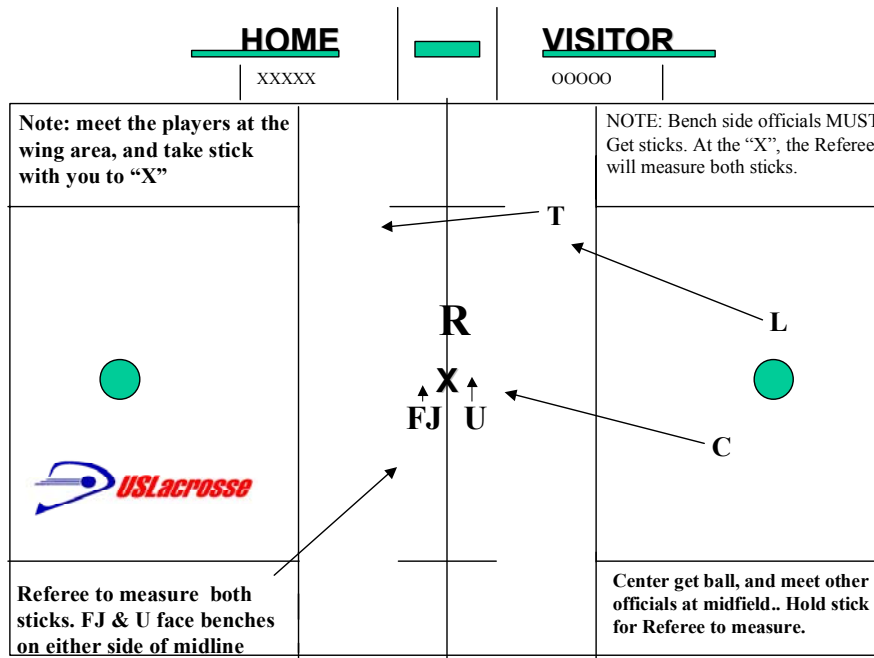 HOME
VISITOR
XXXXX
OOOOO
Note: meet the players at the
wing area, and take stick
with you to “X”
NOTE: Bench side officials MUST
Get sticks. At the “X”, the Referee
will measure both sticks.
T
R
L
X
FJ
U
C
USLacrosse
Referee to measure both
sticks. FJ & U face benches
on either side of midline
Center get ball, and meet other
officials at midfield.. Hold stick
for Referee to measure.